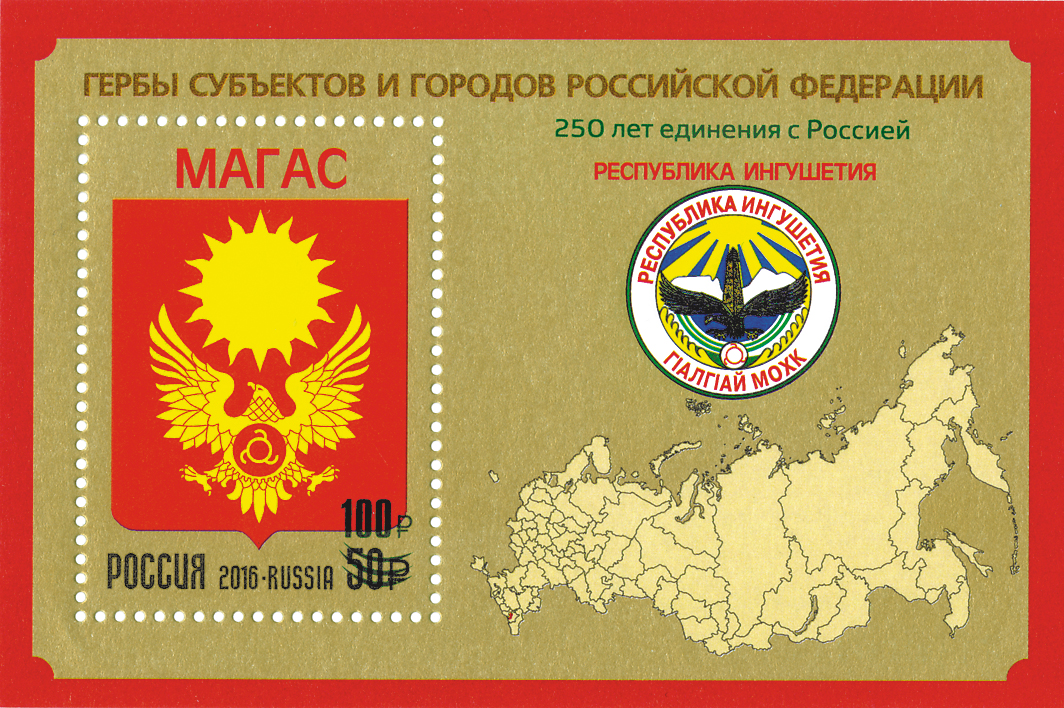 ГЕРБЫ СУБЪЕКТОВ И ГОРОДОВ РОССИЙСКОЙ ФЕДЕРАЦИИ
250 лет единения с Россией
МАГАС
РЕСПУБЛИКА ИНГУШЕТИЯ
РЕСПУБЛИКА ИНГУШЕТИЯ
ГIАЛГIАЙ МОХК
100₽
РОССИЯ 2016·RUSSIA 50₽